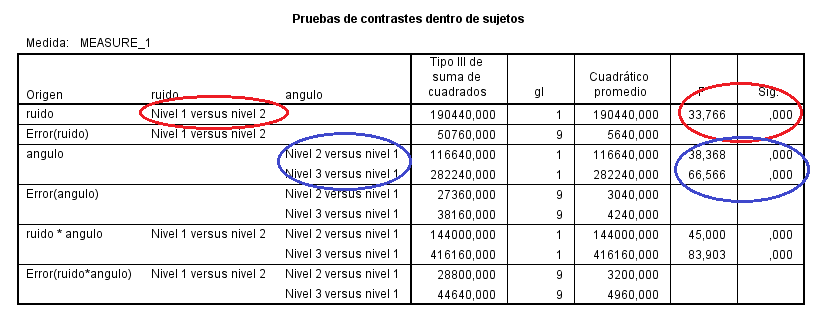 Pruebas de contrastes dentro de sujetos
Medida: MEASURE_1
Origen ruido angulo Tipo III de suma de cuadrados gl Cuadrático promedio F Sig.
ruido Nivel 1 versus nivel 2 190440,000 1 190440,000 33,766 ,000
Error(ruido) Nivel 1 versus nivel 2 50760,000 9 5640,000
angulo Nivel 2 versus nivel 1 116640,000 1 116640,000 38,368 ,000
Nivel 3 versus nivel 1 282240,000 1 282240,000 66,566 ,000
Error(angulo) Nivel 2 versus nivel 1 27360,000 9 3040,000
Nivel 3 versus nivel 1 38160,000 9 4240,000
ruido * angulo Nivel 1 versus nivel 2 Nivel 2 versus nivel 1 144000,000 1 144000,000 45,000 ,000
Nivel 3 versus nivel 1 416160,000 1 416160,000 83,903 ,000
Error(ruido*angulo) Nivel 1 versus nivel 2 Nivel 2 versus nivel 1 28800,000 9 3200,000
Nivel 3 versus nivel 1 44640,000 9 4960,000